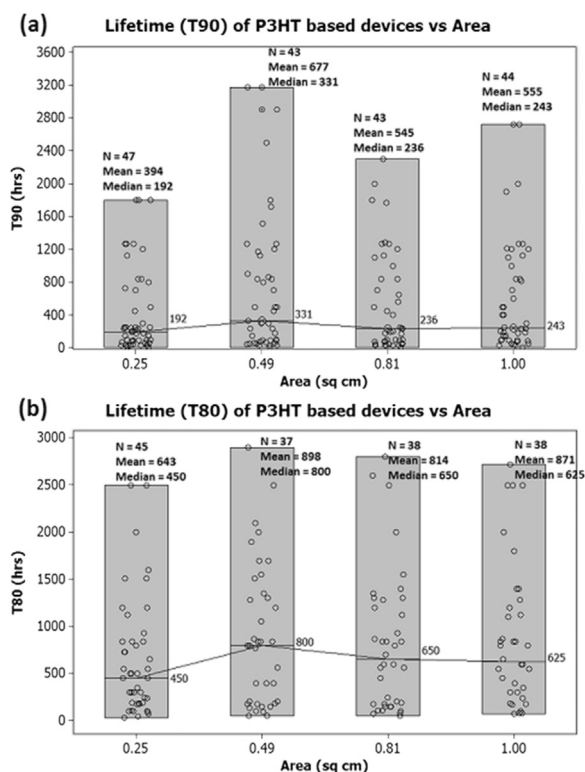 (a)
Lifetime (T90) of P3HT based devices vs Area
3600
3200
2800
2400
2000
1600
1200
800
400
0
T90 (hrs)
N = 47
Mean = 394
Median = 192
N = 43
Mean = 677
Median = 331
N = 43
Mean = 545
Median = 236
N = 44
Mean = 555
Median = 243
192
331
236
243
0.25
0.49
0.81
1.00
Area (sq cm)
(b)
Lifetime (T80) of P3HT based devices vs Area
3000
2500
2000
1500
1000
500
0
T80 (hrs)
N = 45
Mean = 643
Median = 450
N = 37
Mean = 898
Median = 800
N = 38
Mean = 814
Median = 650
N = 38
Mean = 871
Median = 625
450
800
650
625
0.25
0.49
0.81
1.00
Area (sq cm)